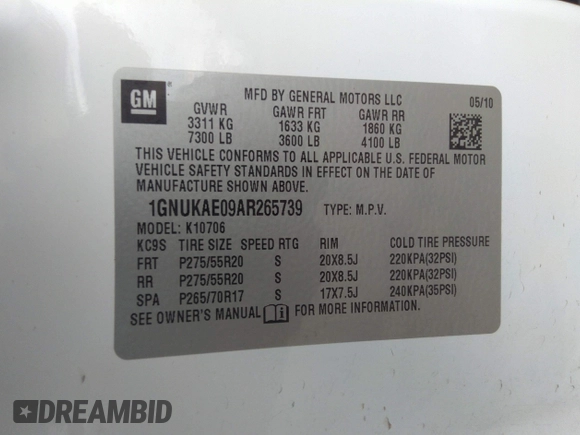 GM
MFD BY GENERAL MOTORS LLC 05/10
GVWR GAWR FRT GAWR RR
3311 KG 1633 KG 1860 KG
7300 LB 3600 LB 4100 LB
THIS VEHICLE CONFORMS TO ALL APPLICABLE U.S. FEDERAL MOTOR
VEHICLE SAFETY STANDARDS IN EFFECT ON THE DATE OF
MANUFACTURE SHOWN ABOVE.
1GNUKAE09AR265739 TYPE: M.P.V.
MODEL: K10706
KC9S TIRE SIZE SPEED RTG RIM COLD TIRE PRESSURE
FRT P275/55R20 S 20X8.5J 220KPA(32PSI)
RR P275/55R20 S 20X8.5J 220KPA(32PSI)
SPA P265/70R17 S 17X7.5J 240KPA(35PSI)
SEE OWNER'S MANUAL i FOR MORE INFORMATION.
DREAMBID